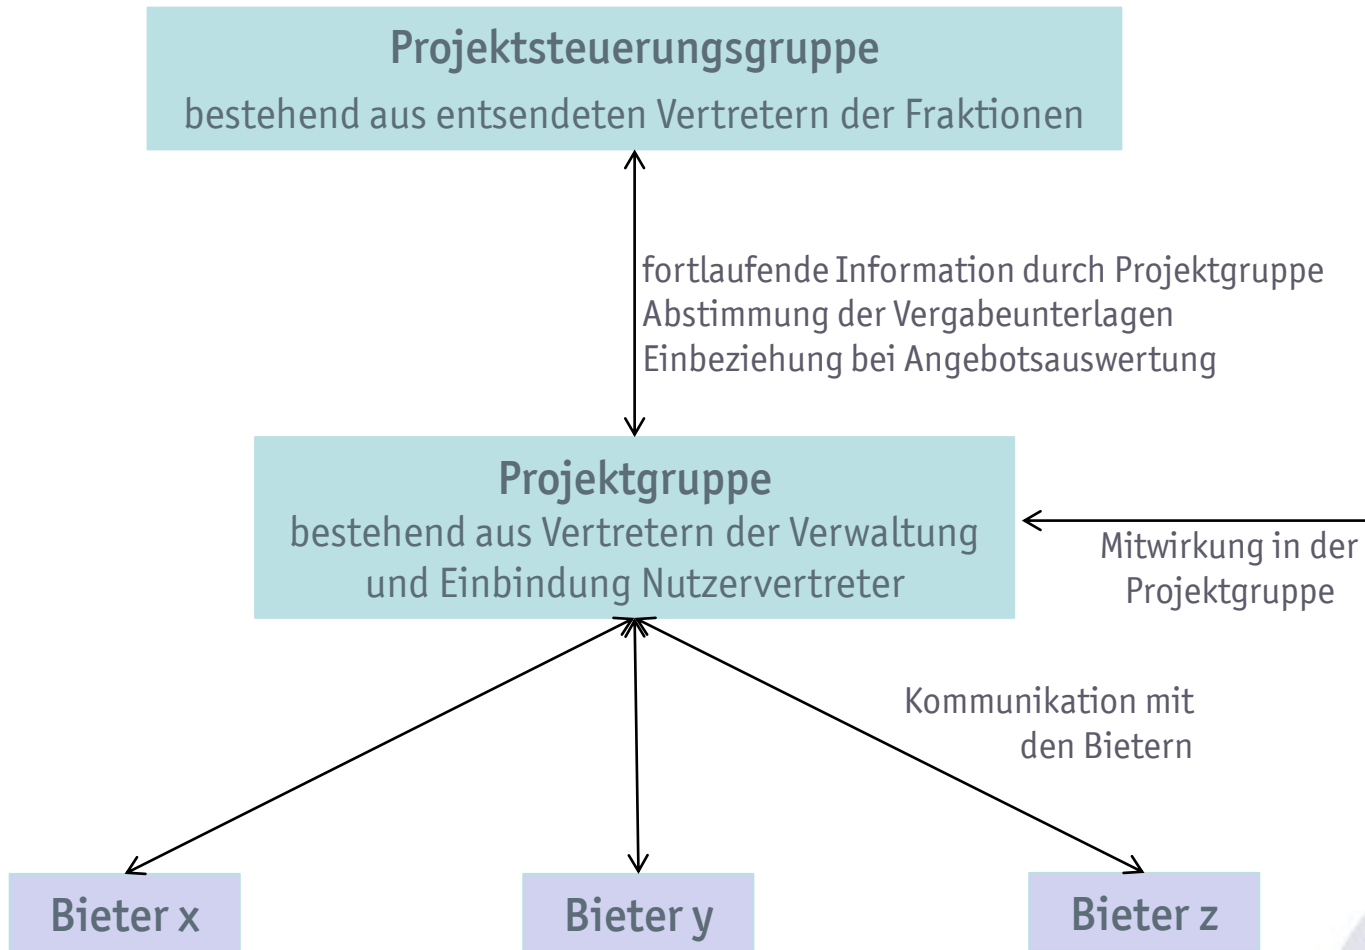 Projektsteuerungsgruppe
bestehend aus entsendeten Vertretern der Fraktionen
fortlaufende Information durch Projektgruppe
Abstimmung der Vergabeunterlagen
Einbeziehung bei Angebotsauswertung
Projektgruppe
bestehend aus Vertretern der Verwaltung
und Einbindung Nutzervertreter
Mitwirkung in der
Projektgruppe
Kommunikation mit
den Bietern
Bieter x
Bieter y
Bieter z